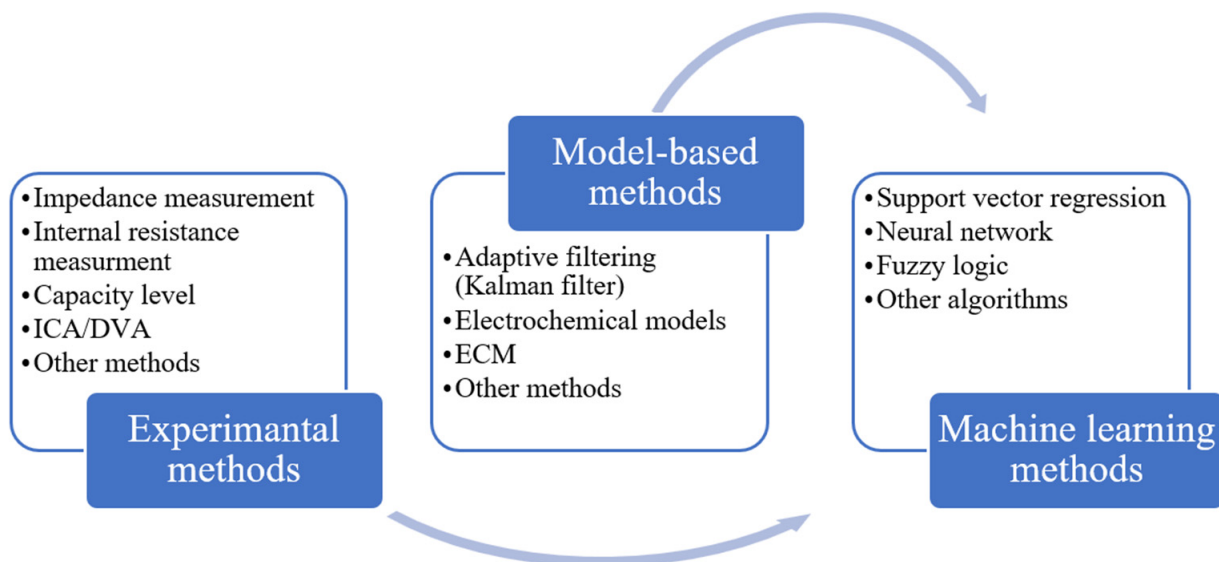 •Impedance measurement
•Internal resistance
measurment
•Capacity level
•ICA/DVA
•Other methods
Experimantal
methods
Model-based
methods
•Adaptive filtering
(Kalman filter)
•Electrochemical models
•ECM
•Other methods
•Support vector regression
•Neural network
•Fuzzy logic
•Other algorithms
Machine learning
methods